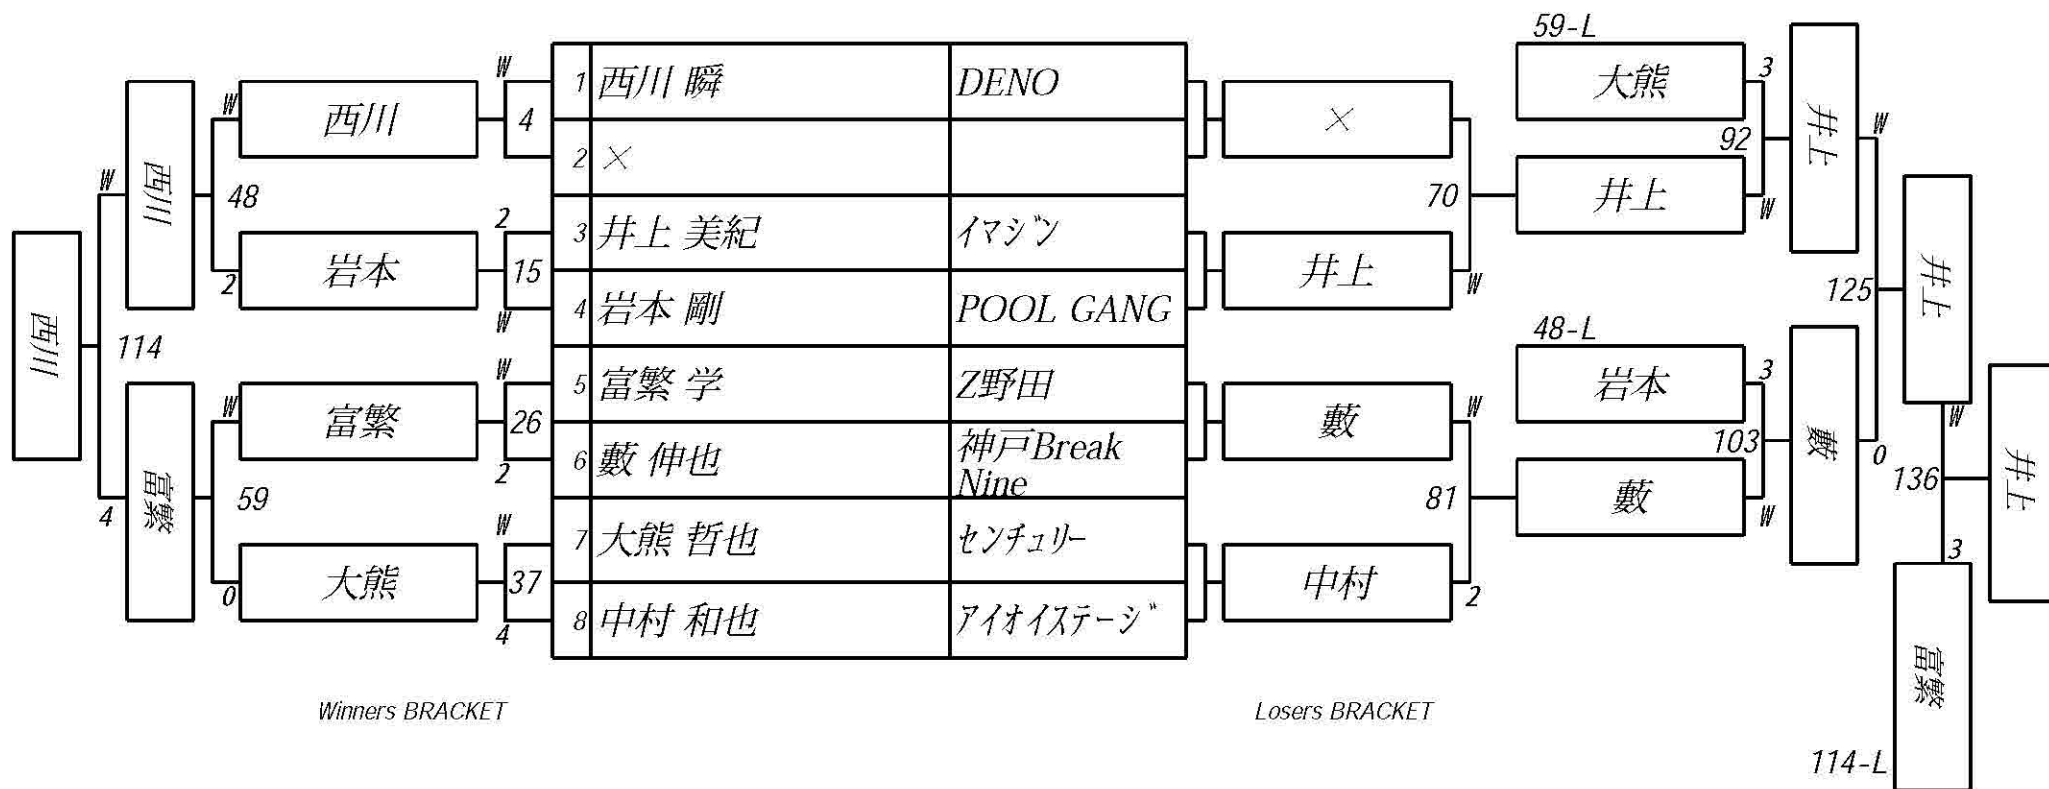 W
西川
4
W
西川
48
2
岩本
W
富繁
59
0
大熊
W
西川
114
4
富繁
西川
W
2
15
W
W
26
2
W
37
4
1 西川 瞬 DENO
2 ×
3 井上 美紀 イマジン
4 岩本 剛 POOL GANG
5 富繁 学 Z野田
6 藪 伸也 神戸Break
Nine
7 大熊 哲也 センチュリー
8 中村 和也 アイオイステージ
×
70
井上
W
藪
W
81
中村
2
59-L
大熊
3
92
井上
W
48-L
岩本
3
103
藪
W
井上
W
125
藪
0
井上
W
136
3
富繁
114-L
井上
Winners BRACKET
Losers BRACKET